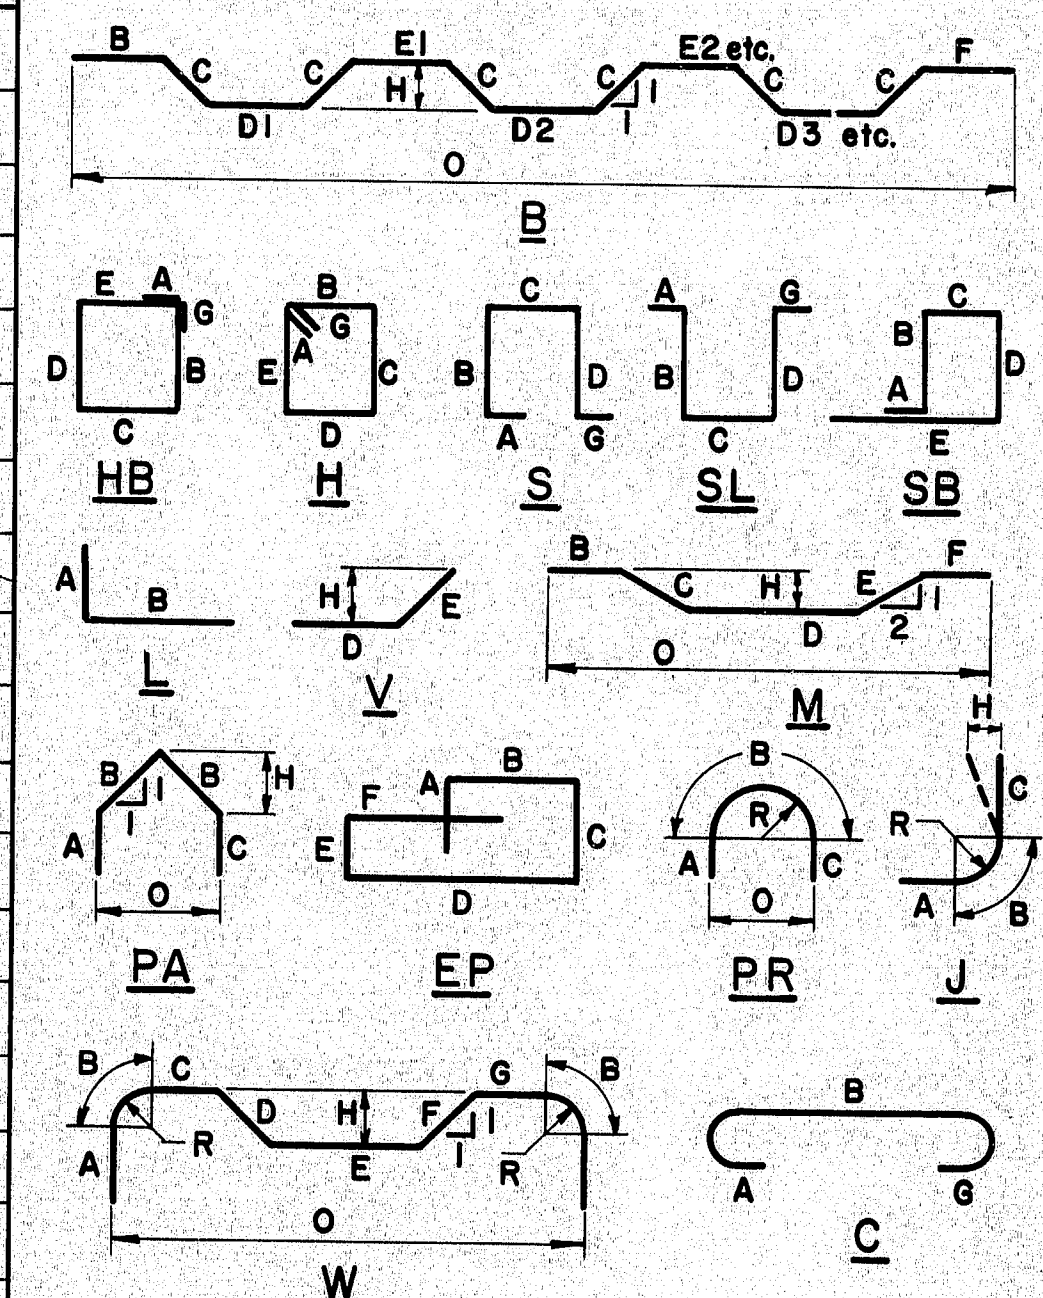 B C D1 C E1 H C D2 C 1 1 E2 etc. C D3 etc. C F
O
B
E A G D B C
HB
B G A E C D
H
C B D A G
S
A G B D C
SL
C B D A E
SB
A B
L
H E D
V
B C H D E 1 2 F
O
M
B B H 1 1 A C
O
PA
B A F E C D
EP
B R A C
O
PR
H C R A B
J
B C G B
D H F 1 1
R E R
A
O
W
B
A G
C